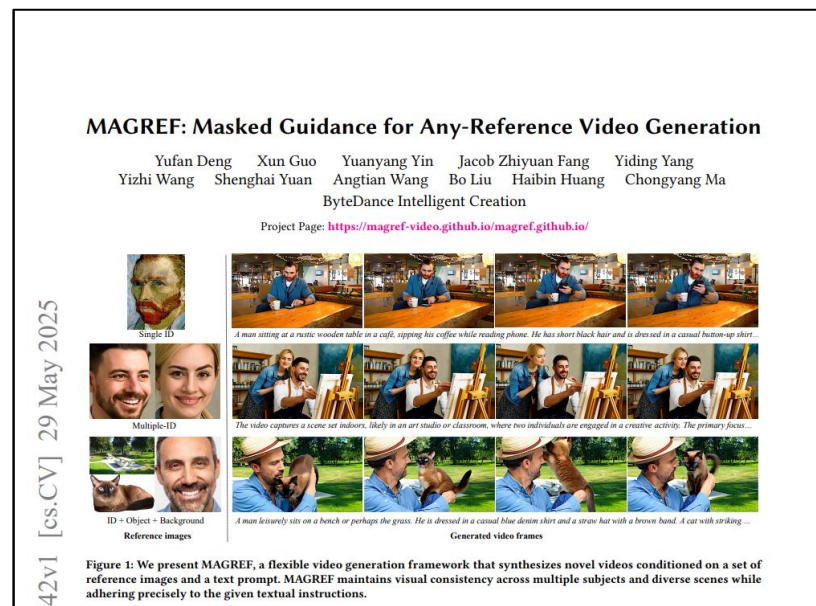 MAGREF: Masked Guidance for Any-Reference Video Generation
Yufan Deng Xun Guo Yuanyang Yin Jacob Zhiyuan Fang Yiding Yang
Yizhi Wang Shenghai Yuan Angtian Wang Bo Liu Haibin Huang Chongyang Ma
ByteDance Intelligent Creation
Project Page: https://magref-video.github.io/magref.github.io/
Single ID
A man sitting at a rustic wooden table in a café, sipping his coffee while reading phone. He has short black hair and is dressed in a casual button-up shirt...
Multiple-ID
The video captures a scene set indoors, likely in an art studio or classroom, where two individuals are engaged in a creative activity. The primary focus...
ID + Object + Background
A man leisurely sits on a bench or perhaps the grass. He is dressed in a casual blue denim shirt and a straw hat with a brown band. A cat with striking ...
Reference images
Generated video frames
Figure 1: We present MAGREF, a flexible video generation framework that synthesizes novel videos conditioned on a set of
reference images and a text prompt. MAGREF maintains visual consistency across multiple subjects and diverse scenes while
adhering precisely to the given textual instructions.
42v1 [cs.CV] 29 May 2025